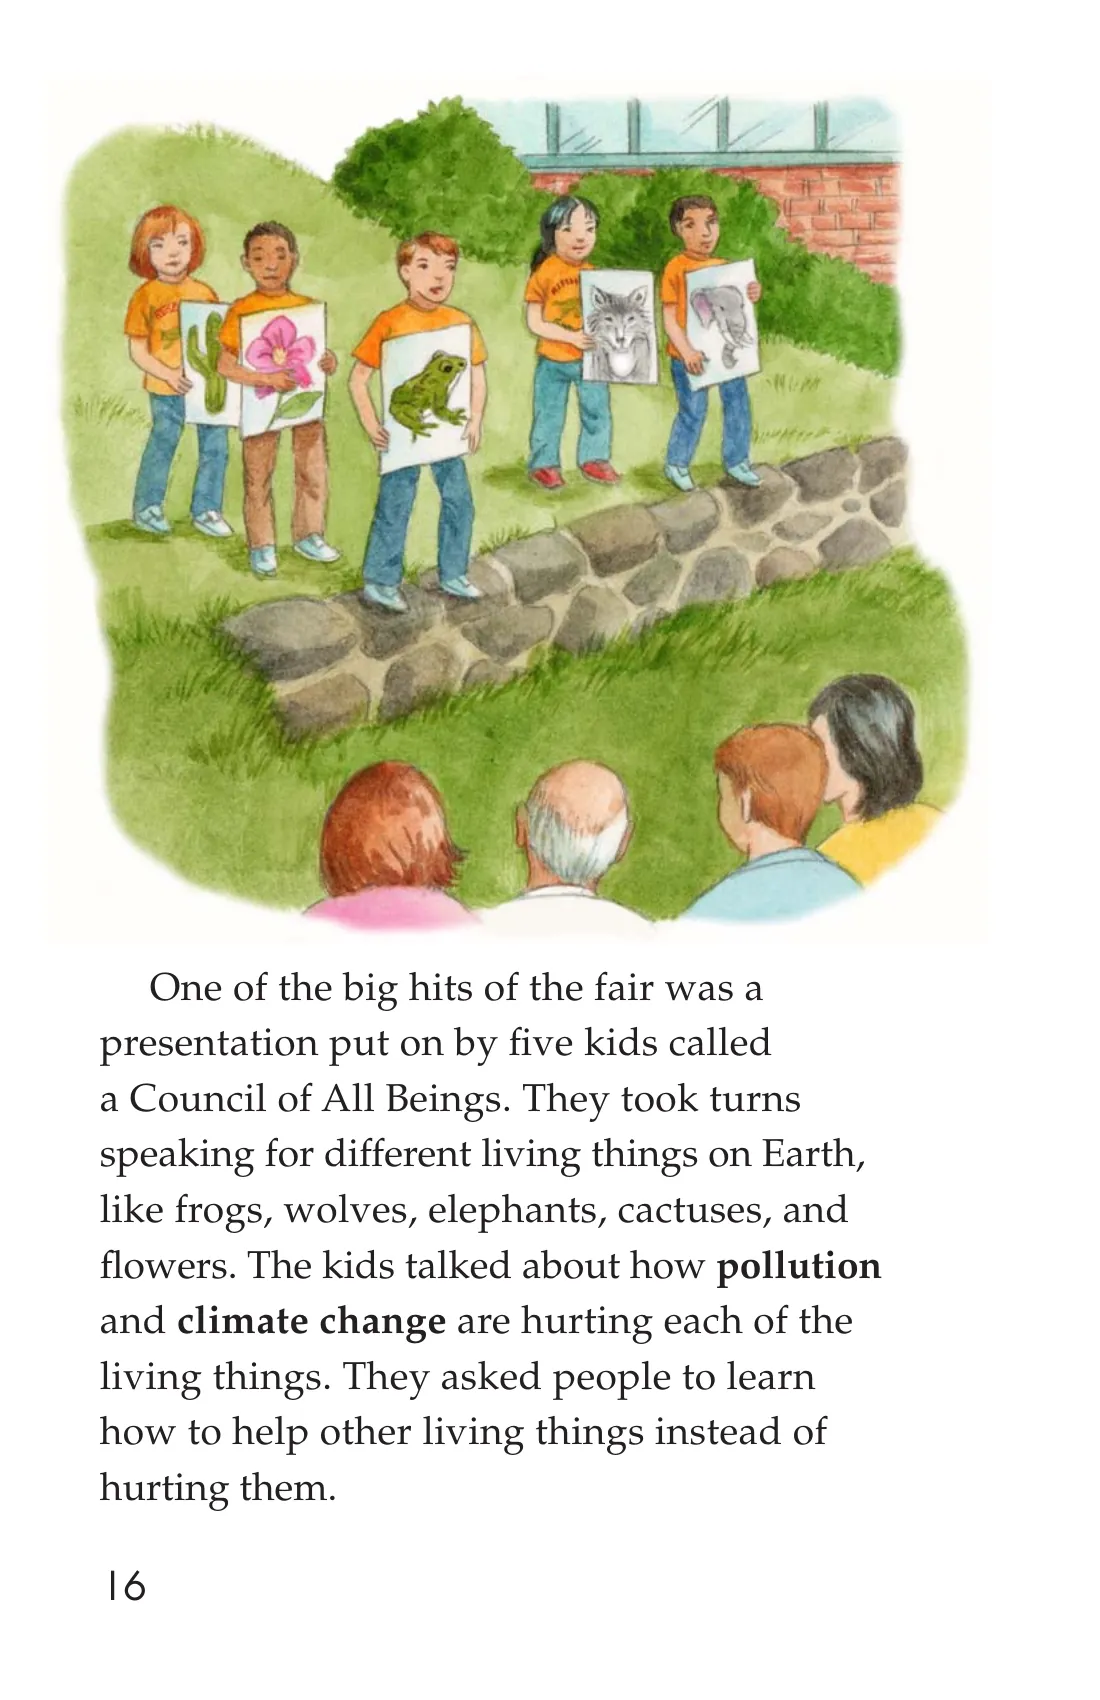 One of the big hits of the fair was a
presentation put on by five kids called
a Council of All Beings. They took turns
speaking for different living things on Earth,
like frogs, wolves, elephants, cactuses, and
flowers. The kids talked about how pollution
and climate change are hurting each of the
living things. They asked people to learn
how to help other living things instead of
hurting them.
16